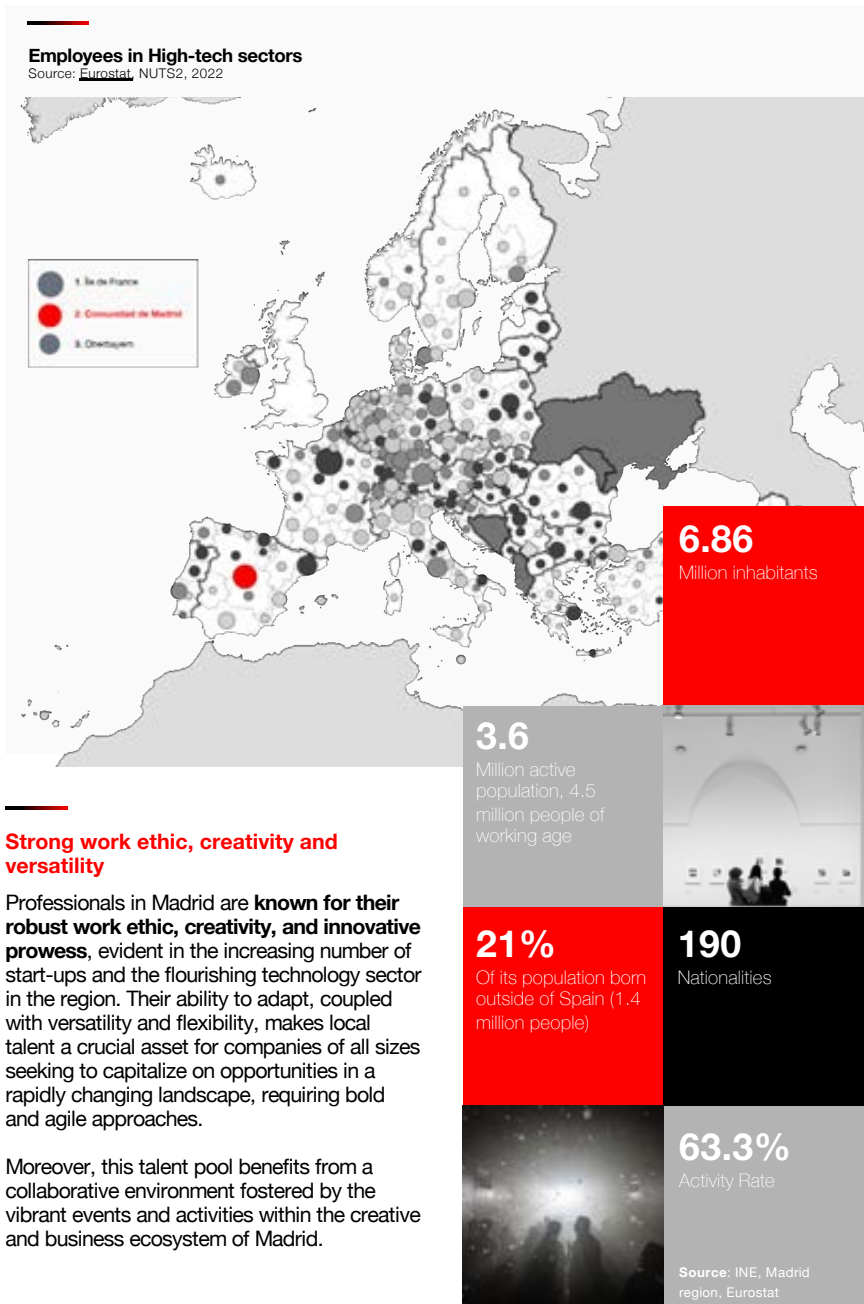 Employees in High-tech sectors
Source: Eurostat, NUTS2, 2022
1. Île de France
2. Comunidad de Madrid
3. Oberbayern
6.86
Million inhabitants
3.6
Million active
population, 4.5
million people of
working age
Strong work ethic, creativity and
versatility
Professionals in Madrid are known for their
robust work ethic, creativity, and innovative
prowess, evident in the increasing number of
start-ups and the flourishing technology sector
in the region. Their ability to adapt, coupled
with versatility and flexibility, makes local
talent a crucial asset for companies of all sizes
seeking to capitalize on opportunities in a
rapidly changing landscape, requiring bold
and agile approaches.
Moreover, this talent pool benefits from a
collaborative environment fostered by the
vibrant events and activities within the creative
and business ecosystem of Madrid.
21%
Of its population born
outside of Spain (1.4
million people)
190
Nationalities
63.3%
Activity Rate
Source: INE, Madrid
region, Eurostat